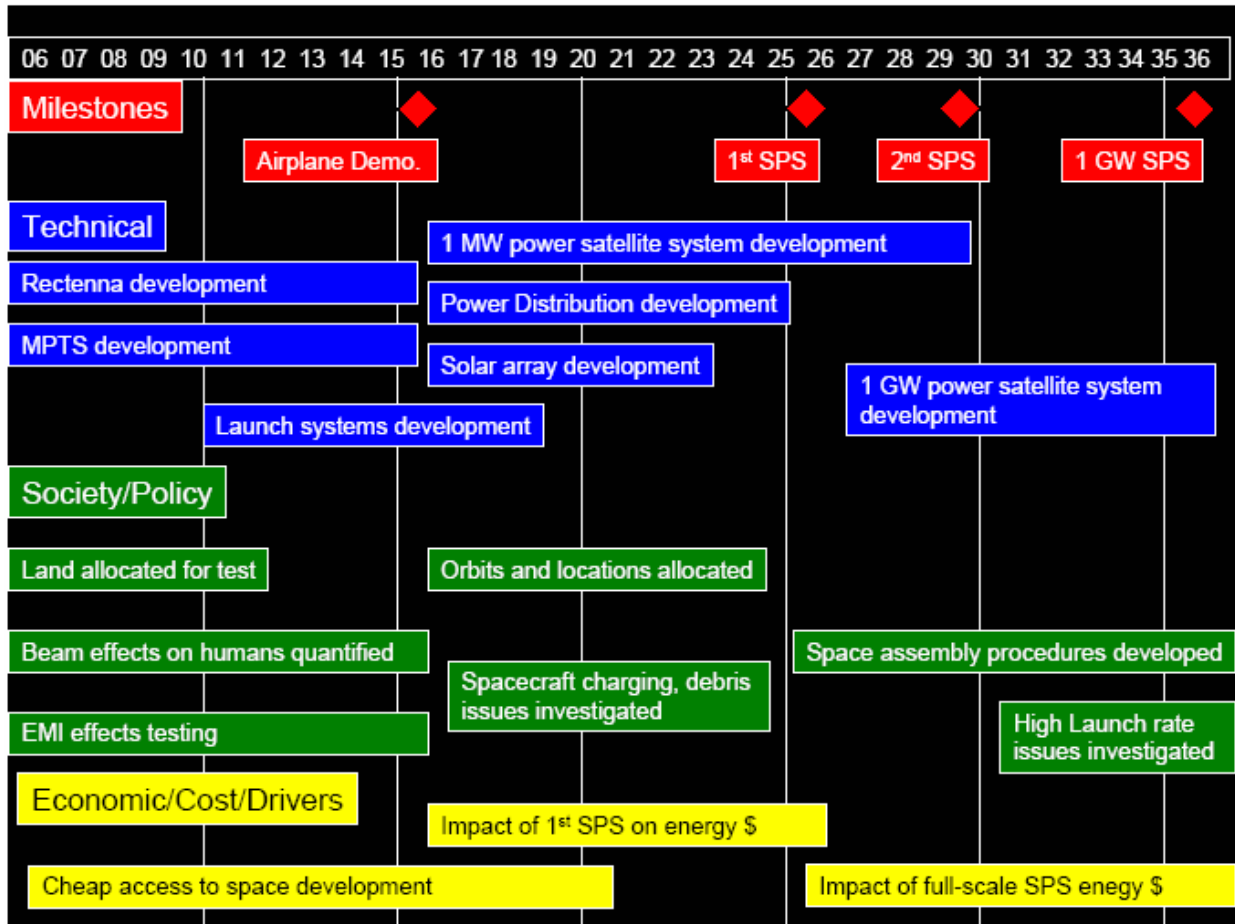 06 07 08 09 10 11 12 13 14 15 16 17 18 19 20 21 22 23 24 25 26 27 28 29 30 31 32 33 34 35 36
Milestones
Airplane Demo.
1st SPS
2nd SPS
1 GW SPS
Technical
1 MW power satellite system development
Rectenna development
Power Distribution development
MPTS development
Solar array development
1 GW power satellite system
development
Launch systems development
Society/Policy
Land allocated for test
Orbits and locations allocated
Beam effects on humans quantified
Space assembly procedures developed
Spacecraft charging, debris
issues investigated
EMI effects testing
High Launch rate
issues investigated
Economic/Cost/Drivers
Impact of 1st SPS on energy $
Cheap access to space development
Impact of full-scale SPS enegy $